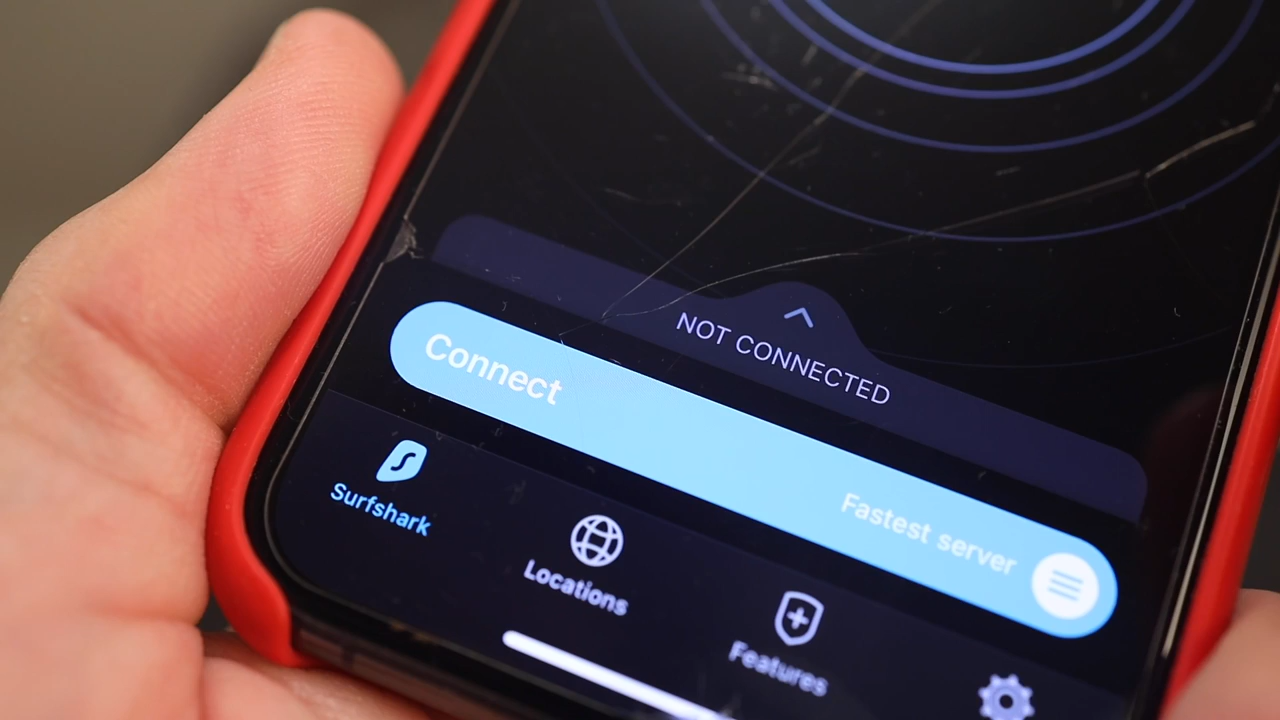 NOT CONNECTED
Connect
Fastest server
Surfshark
Locations
Features